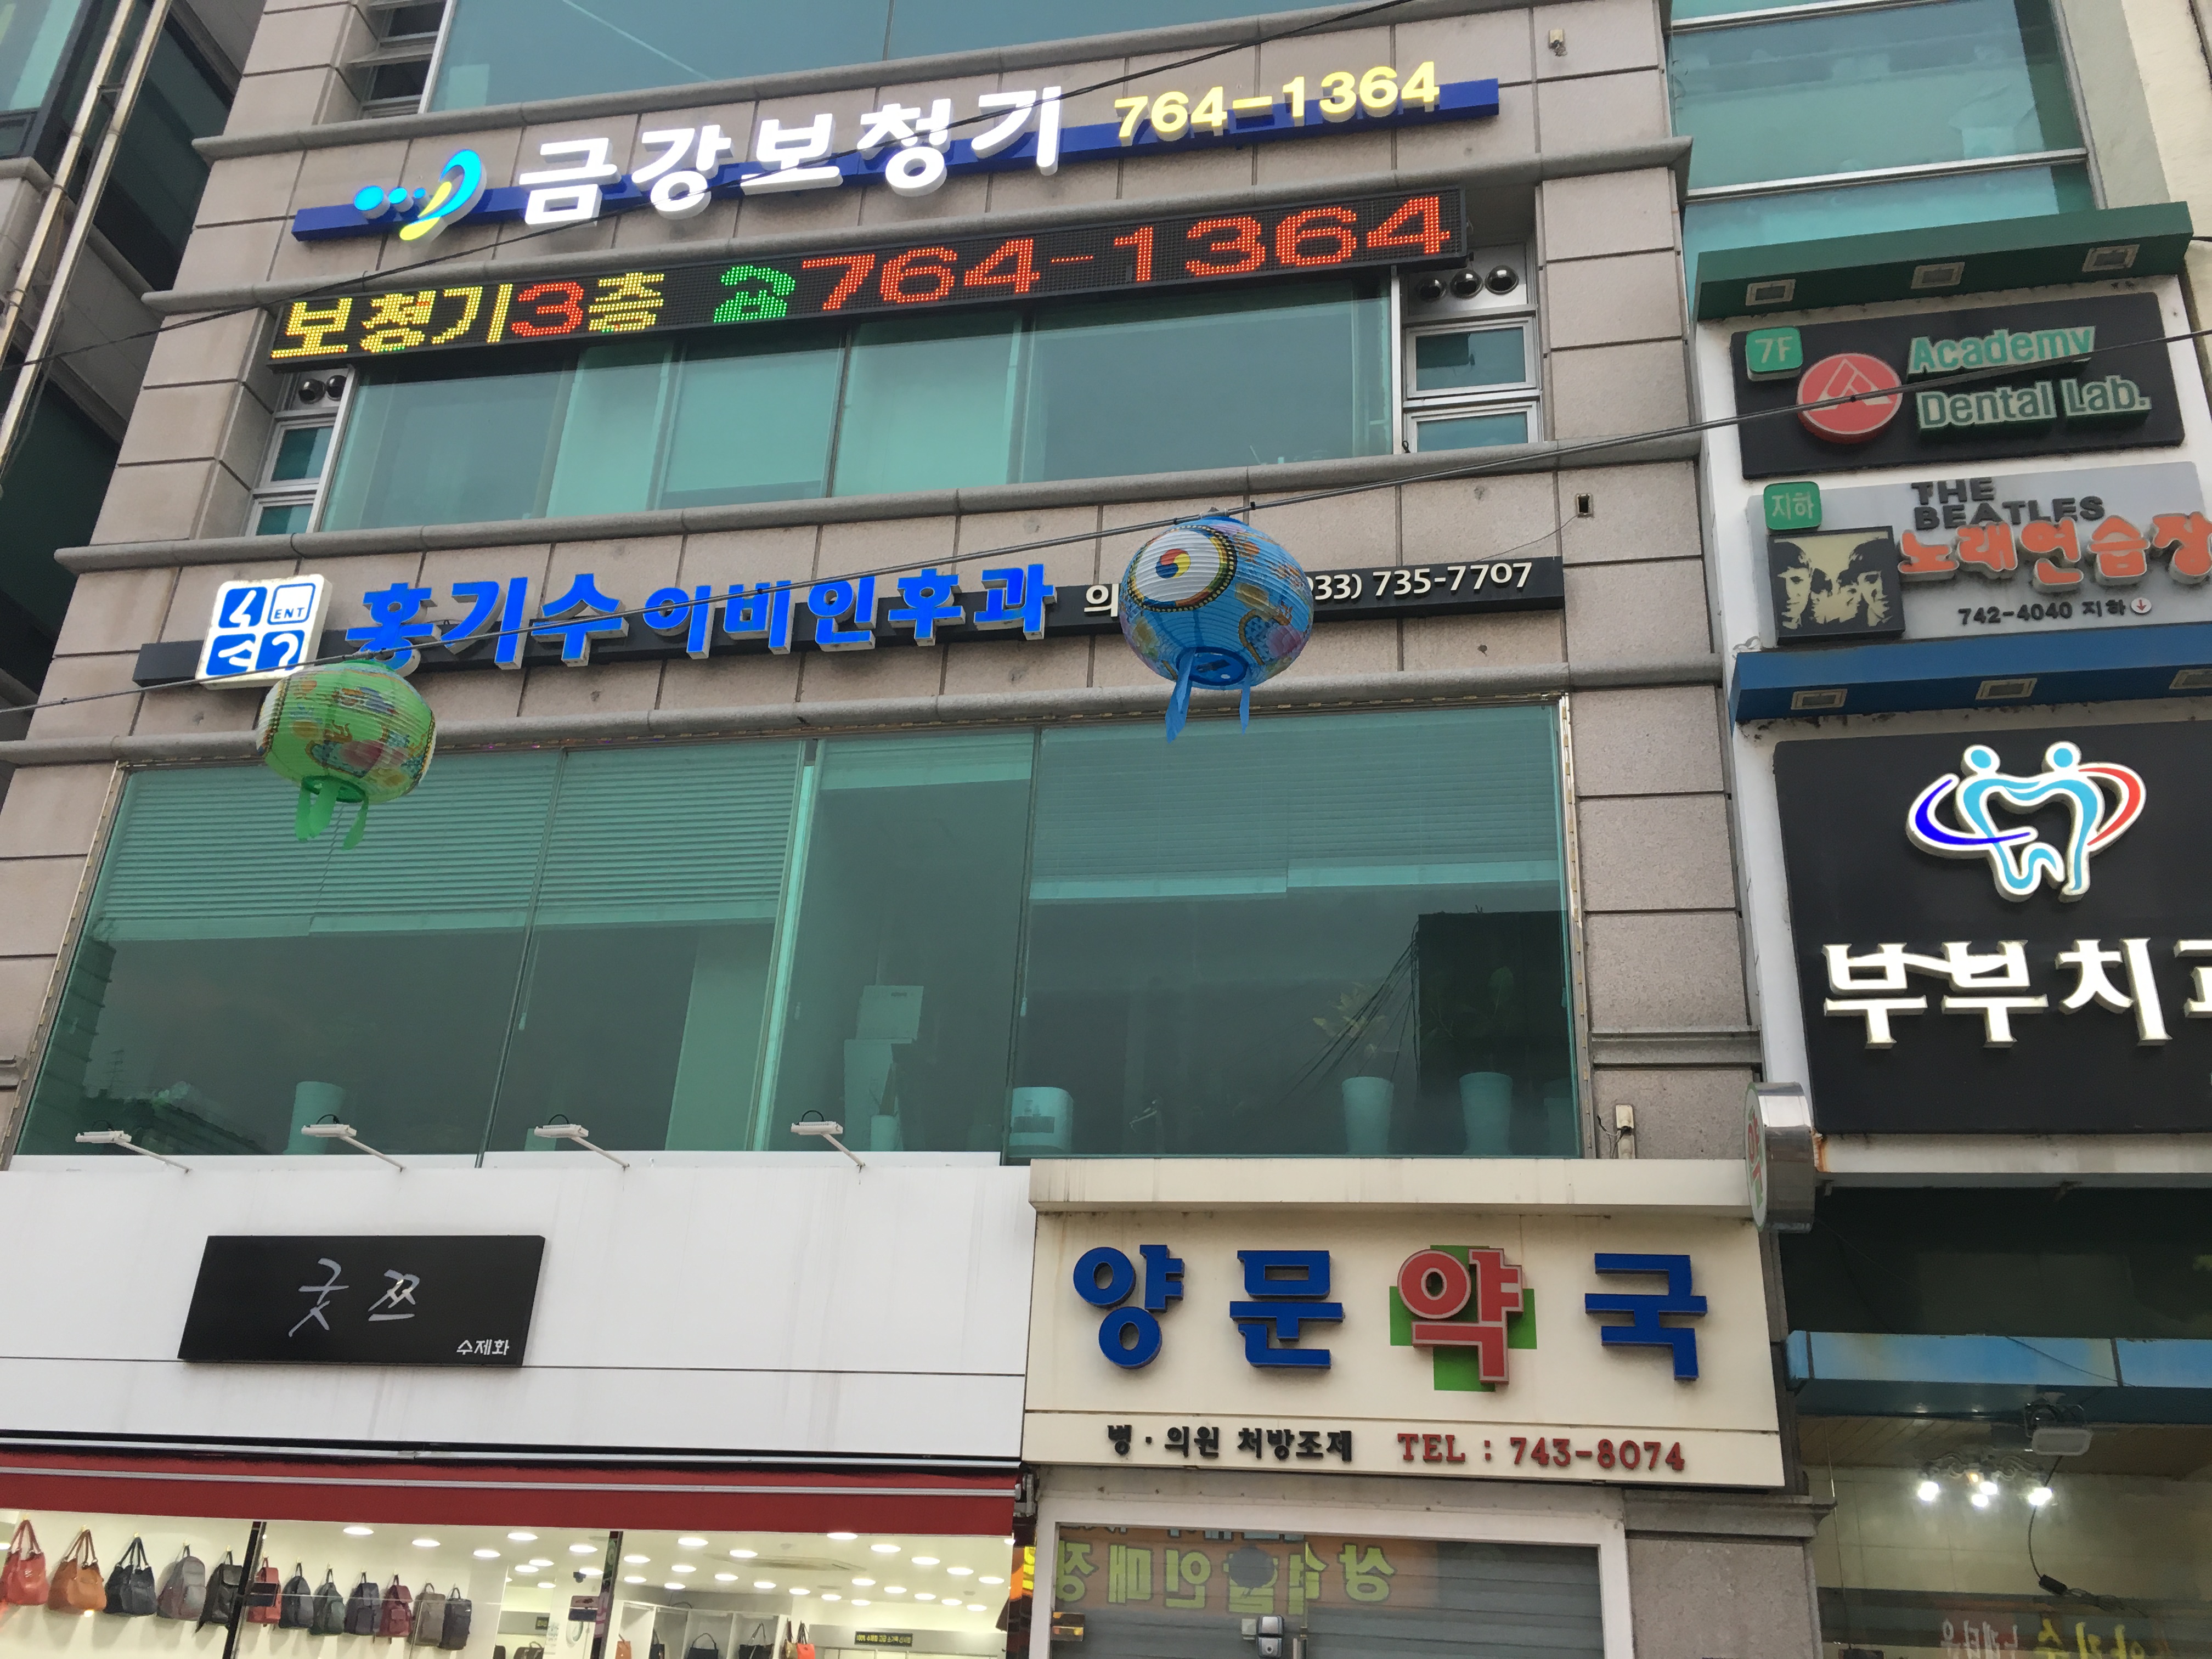 금강보청기 764-1364
보청기3층 764-1364
ENT
홍기수이비인후과 의 033) 735-7707
7F
Academy
Dental Lab.
지하
THE
BEATLES
노래연습장
742-4040 지하
부부치과
굿쯔
수제화
양문약국
병·의원 처방조제 TEL : 743-8074